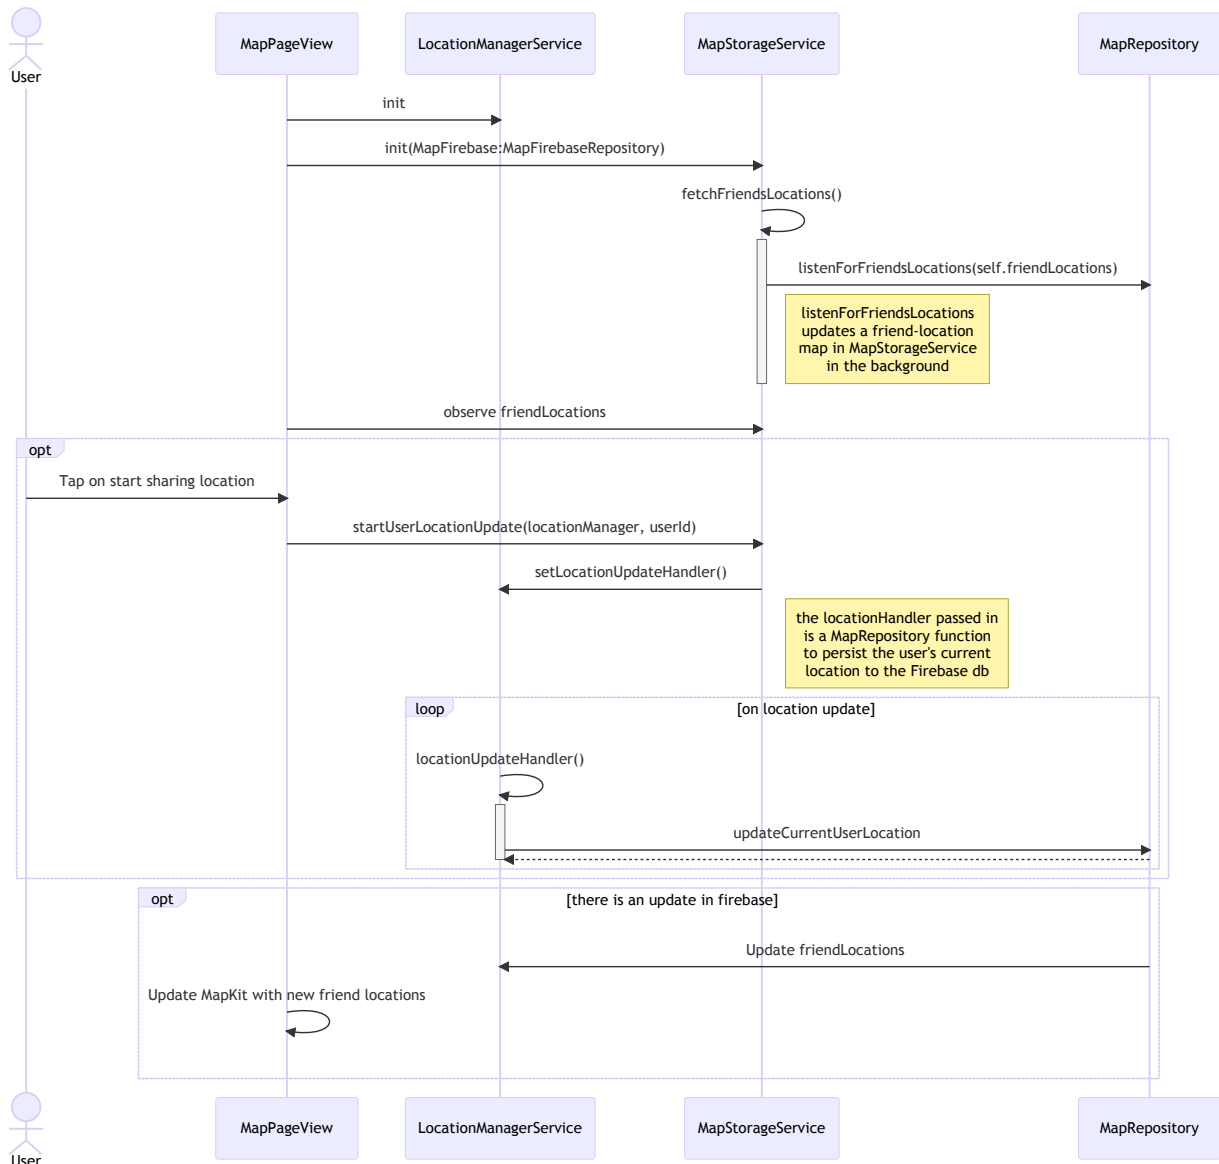 User
MapPageView
LocationManagerService
MapStorageService
MapRepository
init
init(MapFirebase:MapFirebaseRepository)
fetchFriendsLocations()
listenForFriendsLocations(self.friendLocations)
listenForFriendsLocations
updates a friend-location
map in MapStorageService
in the background
observe friendLocations
opt
Tap on start sharing location
startUserLocationUpdate(locationManager, userId)
setLocationUpdateHandler()
the locationHandler passed in
is a MapRepository function
to persist the user's current
location to the Firebase db
loop
[on location update]
locationUpdateHandler()
updateCurrentUserLocation
opt
[there is an update in firebase]
Update friendLocations
Update MapKit with new friend locations
User
MapPageView
LocationManagerService
MapStorageService
MapRepository